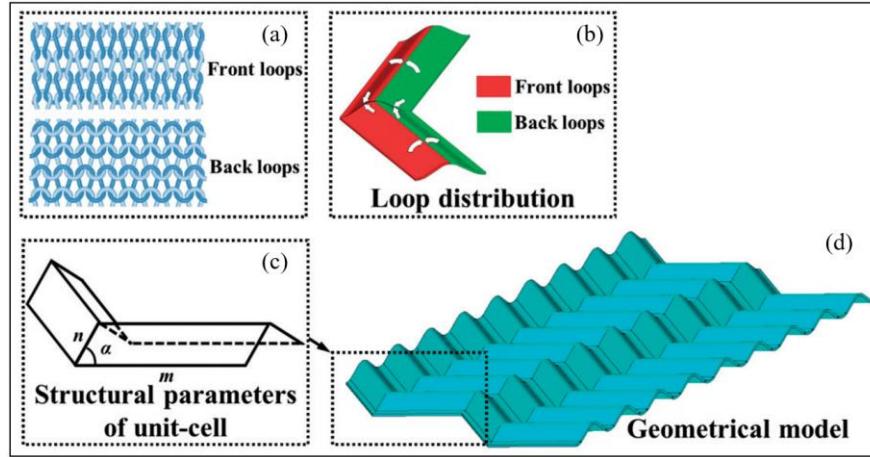 (a)
Front loops
Back loops
(b)
Front loops
Back loops
Loop distribution
(c)
n
α
m
Structural parameters
of unit-cell
(d)
Geometrical model